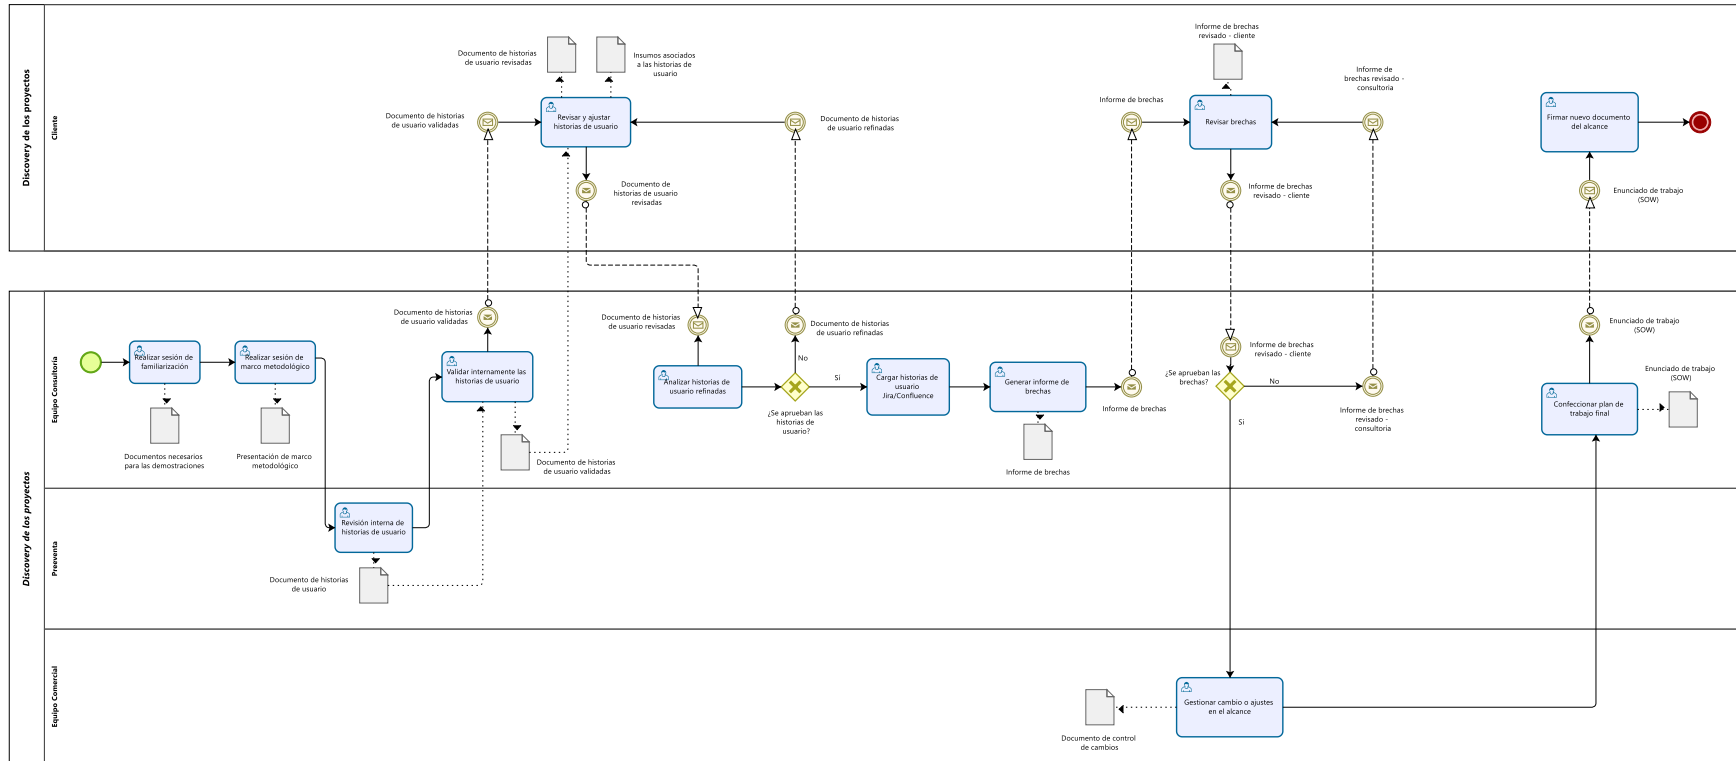 Discovery de los proyectos
Cliente
Documento de historias
de usuario revisadas
Insumos asociados
a las historias de
usuario
Documento de historias
de usuario validadas
Revisar y ajustar
historias de usuario
Documento de historias
de usuario refinadas
Documento de
historias de usuario
revisadas
Informe de brechas
revisado - cliente
Informe de brechas
Revisar brechas
Informe de
brechas revisado -
consultoria
Informe de brechas
revisado - cliente
Firmar nuevo documento
del alcance
Enunciado de trabajo
(SOW)
Discovery de los proyectos
Equipo Consultoria
Realizar sesión de
familiarización
Documentos necesarios
para las demostraciones
Realizar sesión de
marco metodológico
Presentación de marco
metodológico
Documento de historias
de usuario validadas
Validar internamente las
historias de usuario
Documento de historias
de usuario validadas
Documento de historias
de usuario revisadas
Analizar historias de
usuario refinadas
Documento de historias
de usuario refinadas
No
Si
¿Se aprueban las
historias de
usuario?
Cargar historias de
usuario
Jira/Confluence
Generar informe de
brechas
Informe de brechas
Informe de brechas
Informe de brechas
revisado - cliente
¿Se aprueban las
brechas?
No
Si
Informe de brechas
revisado -
consultoria
Enunciado de trabajo
(SOW)
Confeccionar plan de
trabajo final
Enunciado de trabajo
(SOW)
Preeventa
Revisión interna de
historias de usuario
Documento de historias
de usuario
Equipo Comercial
Gestionar cambio o ajustes
en el alcance
Documento de control
de cambios